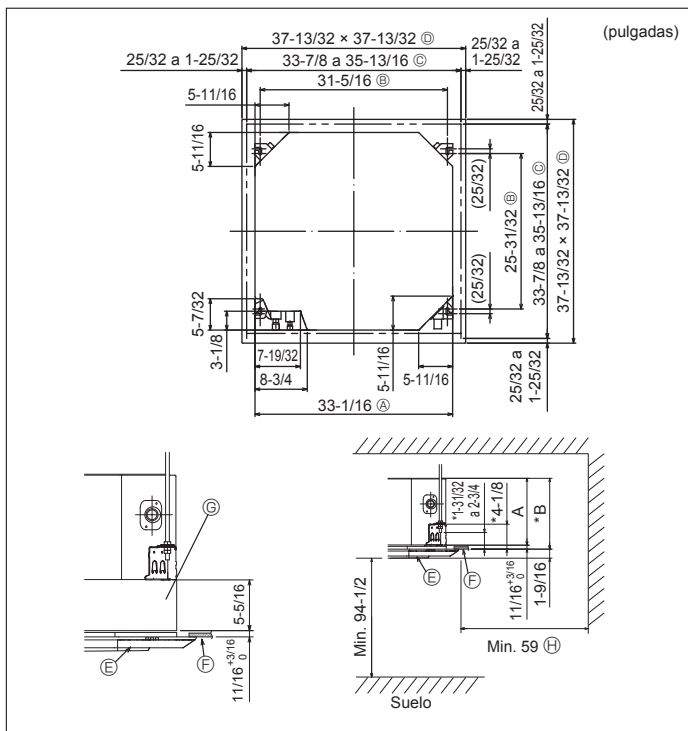 (pulgadas)
37-13/32 × 37-13/32 Ⓓ
25/32 a 1-25/32
33-7/8 a 35-13/16 Ⓒ
25/32 a
1-25/32
31-5/16 Ⓑ
5-11/16
5-11/16
25/32 a 1-25/32
(25/32)
25-31/32 Ⓑ
(25/32)
33-7/8 a 35-13/16 Ⓒ
37-13/32 × 37-13/32 Ⓓ
5-7/32
3-1/8
7-19/32
8-3/4
5-11/16
5-11/16
33-1/16 Ⓐ
25/32 a
1-25/32
Ⓖ
5-5/16
11/16 +3/16 0
Ⓔ
Ⓕ
*1-31/32
a 2-3/4
*4-1/8
A
*B
11/16 +3/16 0
1-9/16
Ⓔ
Ⓕ
Min. 94-1/2
Min. 59 Ⓗ
Suelo